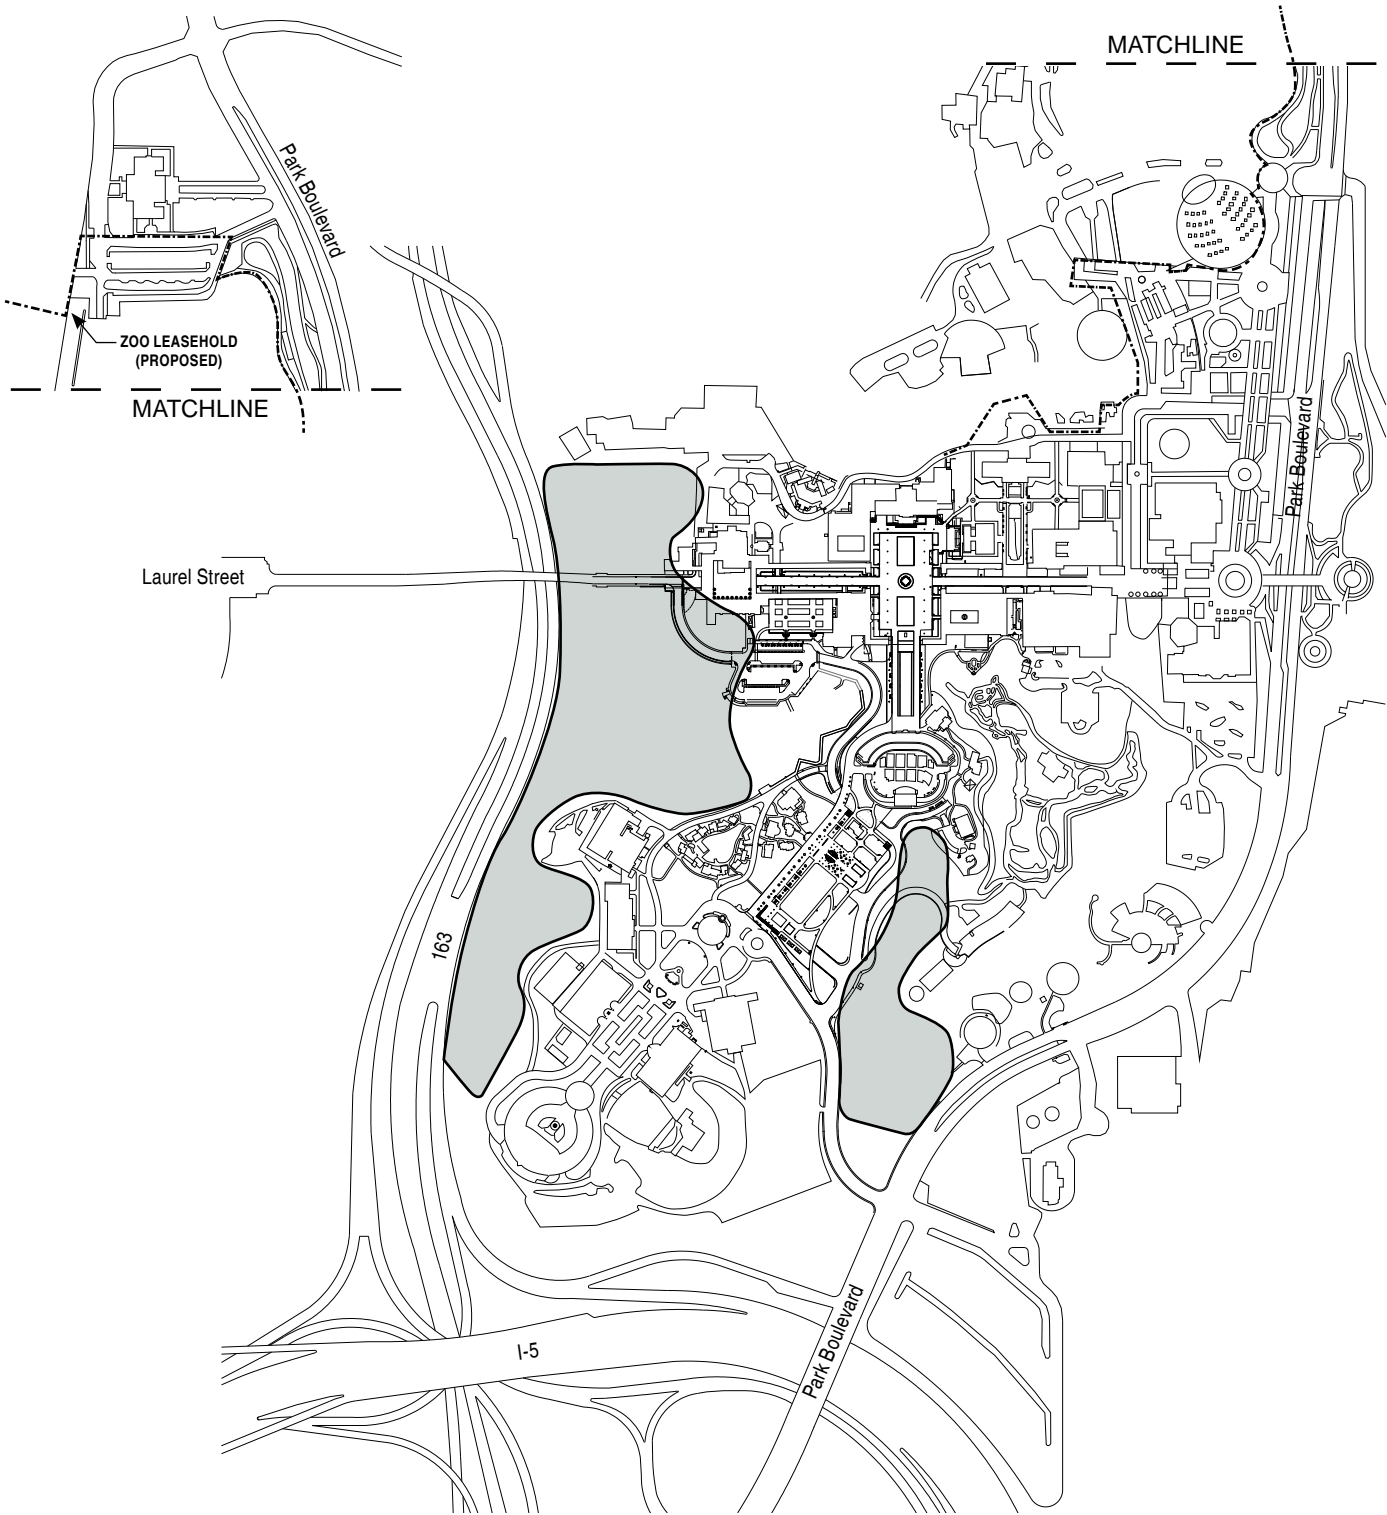 MATCHLINE
Park Boulevard
ZOO LEASEHOLD
(PROPOSED)
MATCHLINE
Park Boulevard
Laurel Street
163
Park Boulevard
I-5